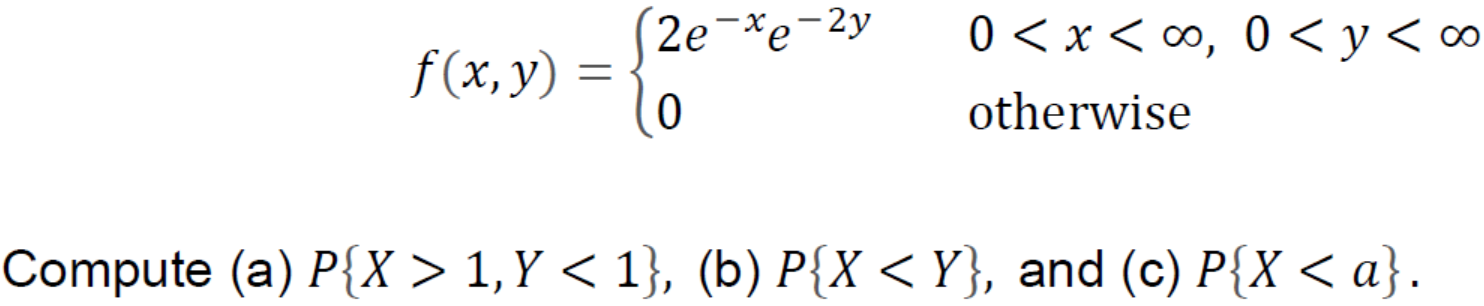 f(x, y) = { 2e^{−x}e^{−2y} 0 < x < ∞, 0 < y < ∞
0 otherwise
Compute (a) P{X > 1, Y < 1}, (b) P{X < Y}, and (c) P{X < a}.